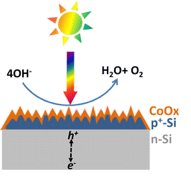 4OH⁻
H₂O+ O₂
CoOx
p⁺-Si
n-Si
h⁺
e⁻